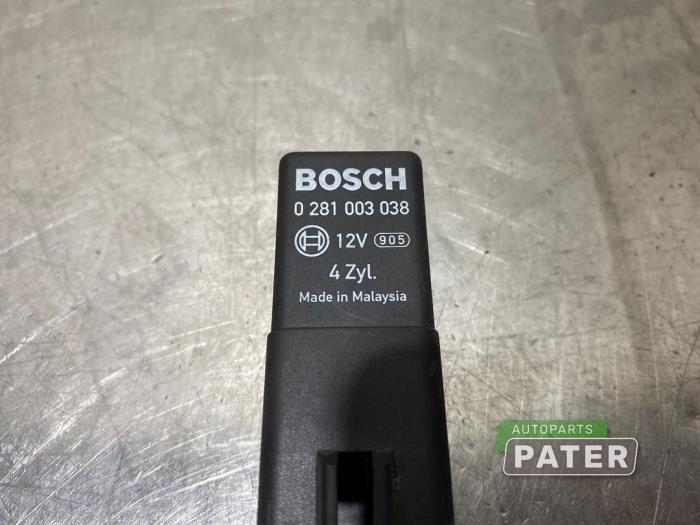 BOSCH
0 281 003 038
12V 905
4 Zyl.
Made in Malaysia
AUTOPARTS
PATER